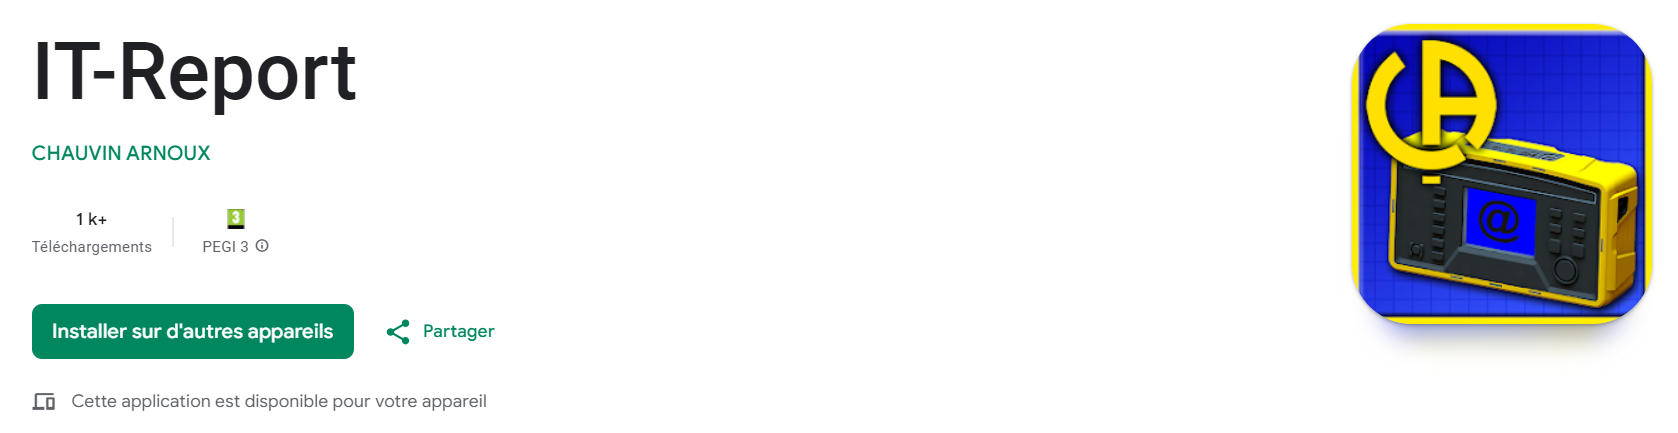 IT-Report
CHAUVIN ARNOUX
1 k+
Téléchargements
3
PEGI 3
Installer sur d'autres appareils
Partager
Cette application est disponible pour votre appareil
CA
@